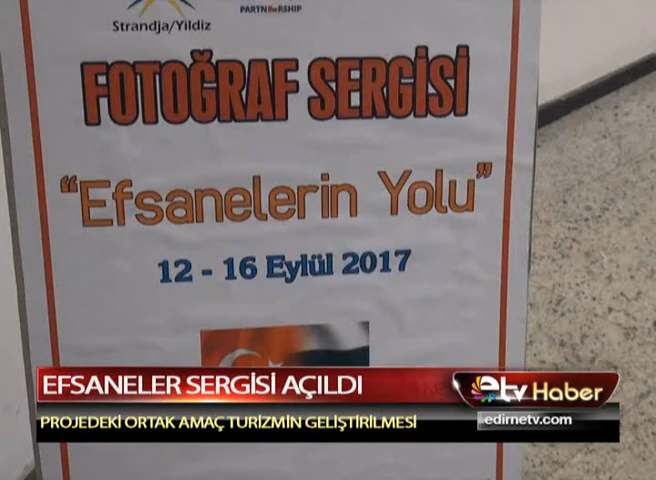 Strandja/Yildiz
PARTNERSHIP
FOTOĞRAF SERGİSİ
“Efsanelerin Yolu”
12 - 16 Eylül 2017
EFSANELER SERGİSİ AÇILDI
etv Haber
PROJEDEKİ ORTAK AMAÇ TURİZMİN GELİŞTİRİLMESİ
edirnetv.com